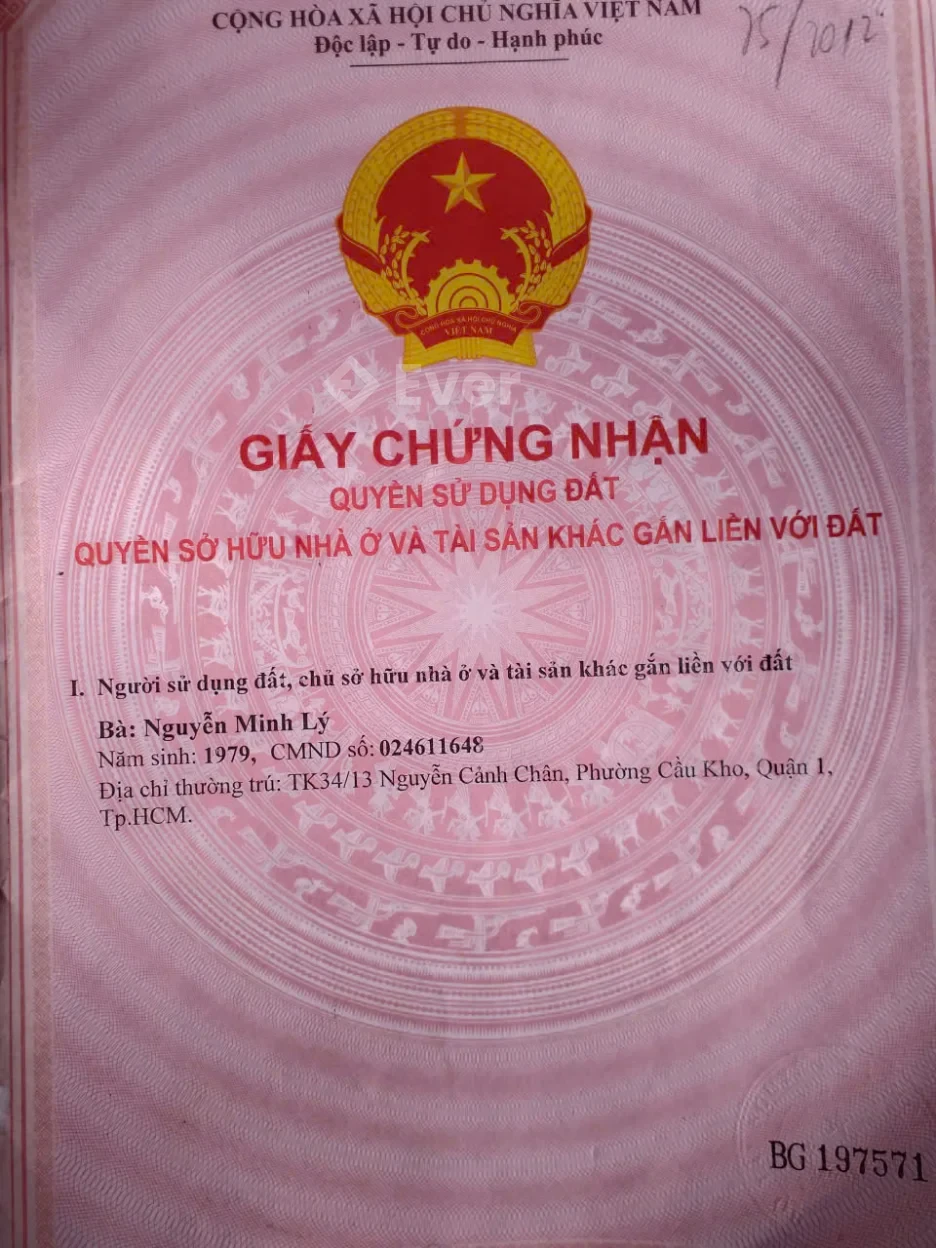 CỘNG HÒA XÃ HỘI CHỦ NGHĨA VIỆT NAM
Độc lập - Tự do - Hạnh phúc
75/2012
CỘNG HÒA XÃ HỘI CHỦ NGHĨA
VIỆT NAM
Ever
GIẤY CHỨNG NHẬN
QUYỀN SỬ DỤNG ĐẤT
QUYỀN SỞ HỮU NHÀ Ở VÀ TÀI SẢN KHÁC GẮN LIỀN VỚI ĐẤT
I. Người sử dụng đất, chủ sở hữu nhà ở và tài sản khác gắn liền với đất
Bà: Nguyễn Minh Lý
Năm sinh: 1979, CMND số: 024611648
Địa chỉ thường trú: TK34/13 Nguyễn Cảnh Chân, Phường Cầu Kho, Quận 1,
Tp.HCM.
BG 197571